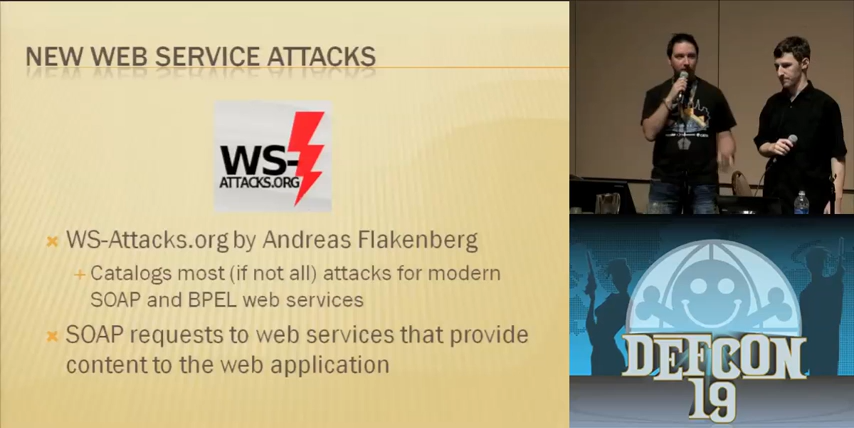 NEW WEB SERVICE ATTACKS
WS-
ATTACKS.ORG
WS-Attacks.org by Andreas Flakenberg
Catalogs most (if not all) attacks for modern
SOAP and BPEL web services
SOAP requests to web services that provide
content to the web application
DEFCON
19